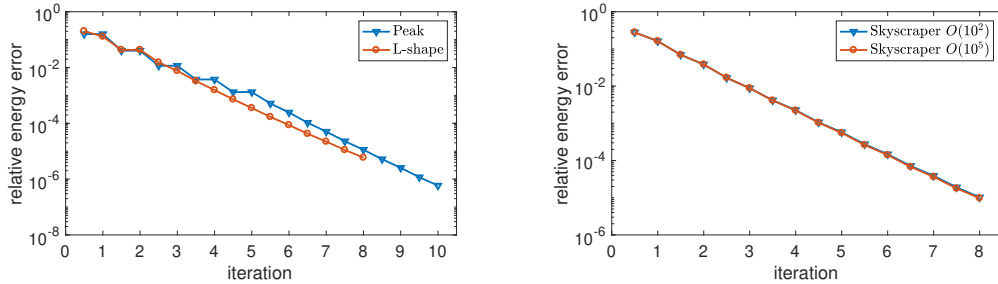 relative energy error
10^0
10^-2
10^-4
10^-6
10^-8
0 1 2 3 4 5 6 7 8 9 10
iteration
Peak
L-shape
relative energy error
10^0
10^-2
10^-4
10^-6
0 1 2 3 4 5 6 7 8
iteration
Skyscraper O(10^2)
Skyscraper O(10^5)